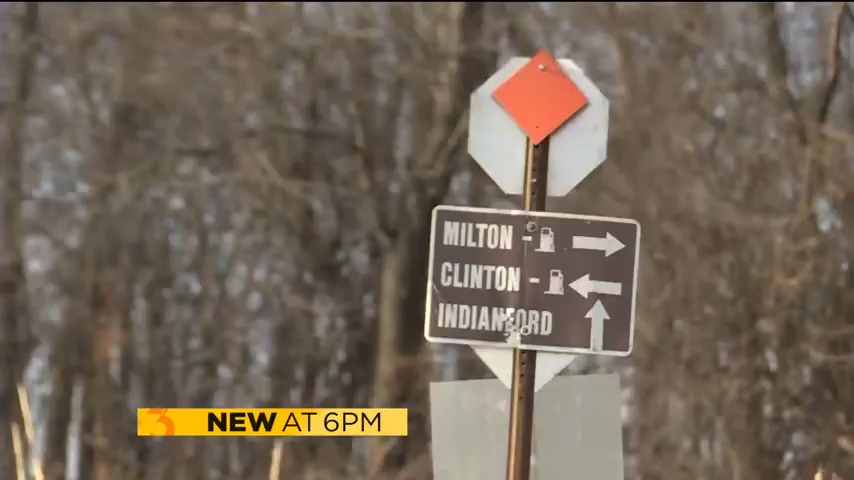 MILTON -
CLINTON -
INDIANFORD
3 NEW AT 6PM